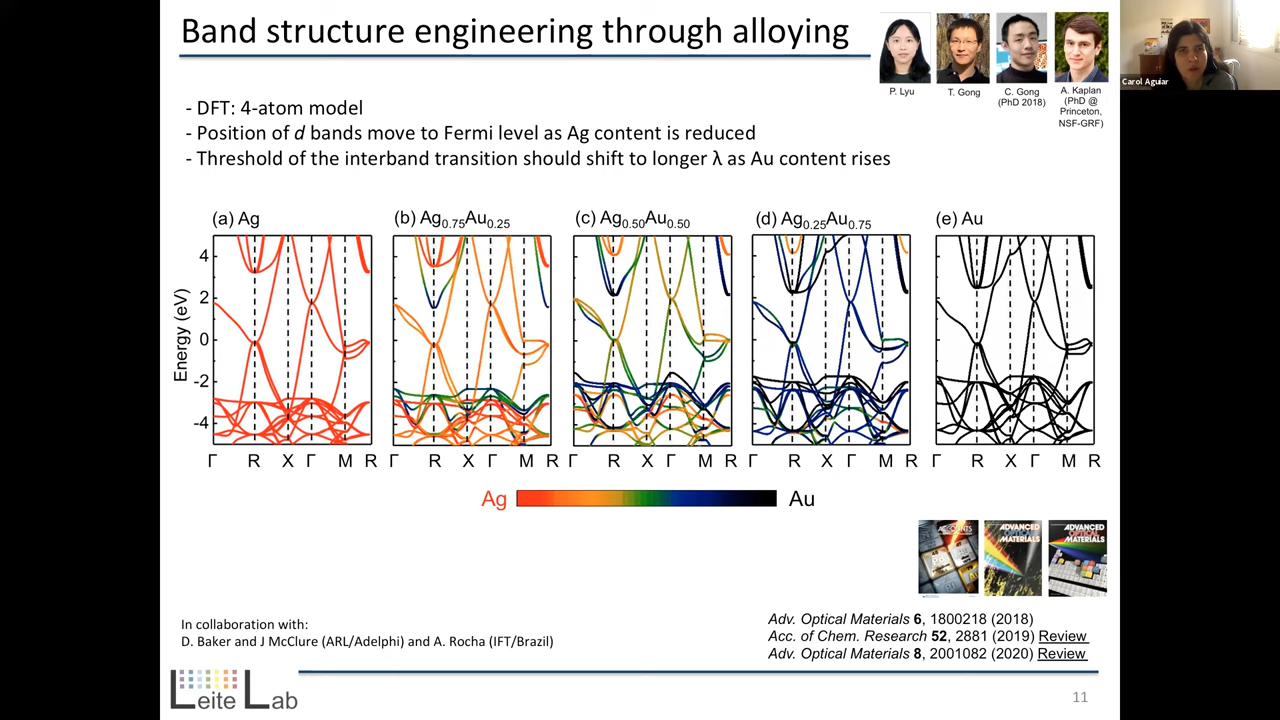 Band structure engineering through alloying
P. Lyu
T. Gong
C. Gong
(PhD 2018)
A. Kaplan
(PhD @
Princeton,
NSF-GRF)
Carol Aguiar
- DFT: 4-atom model
- Position of d bands move to Fermi level as Ag content is reduced
- Threshold of the interband transition should shift to longer λ as Au content rises
(a) Ag
(b) Ag0.75Au0.25
(c) Ag0.50Au0.50
(d) Ag0.25Au0.75
(e) Au
Energy (eV)
4
2
0
-2
-4
Γ R X Γ M R
Γ R X Γ M R
Γ R X Γ M R
Γ R X Γ M R
Γ R X Γ M R
Ag
Au
ADVANCED
OPTICAL
MATERIALS
ADVANCED
OPTICAL
MATERIALS
In collaboration with:
D. Baker and J McClure (ARL/Adelphi) and A. Rocha (IFT/Brazil)
Adv. Optical Materials 6, 1800218 (2018)
Acc. of Chem. Research 52, 2881 (2019) Review
Adv. Optical Materials 8, 2001082 (2020) Review
Leite Lab
11